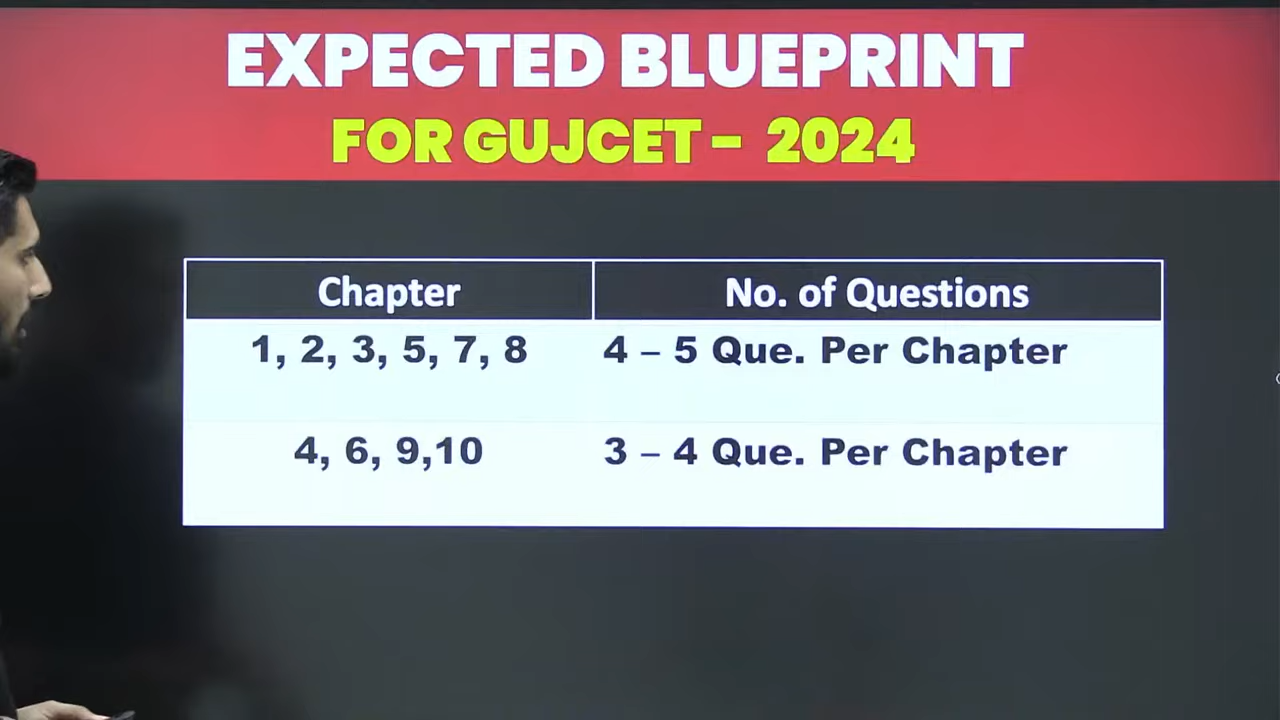 EXPECTED BLUEPRINT
FOR GUJCET - 2024
Chapter No. of Questions
1, 2, 3, 5, 7, 8 4 – 5 Que. Per Chapter
4, 6, 9,10 3 – 4 Que. Per Chapter